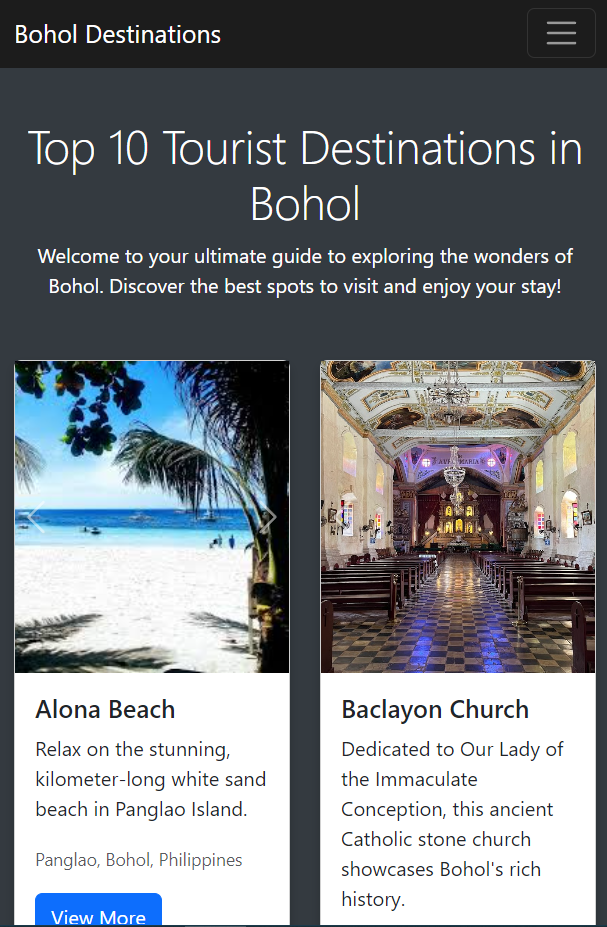 Bohol Destinations
Top 10 Tourist Destinations in
Bohol
Welcome to your ultimate guide to exploring the wonders of
Bohol. Discover the best spots to visit and enjoy your stay!
AVE MARIA
Alona Beach
Relax on the stunning,
kilometer-long white sand
beach in Panglao Island.
Panglao, Bohol, Philippines
View More
Baclayon Church
Dedicated to Our Lady of
the Immaculate
Conception, this ancient
Catholic stone church
showcases Bohol's rich
history.